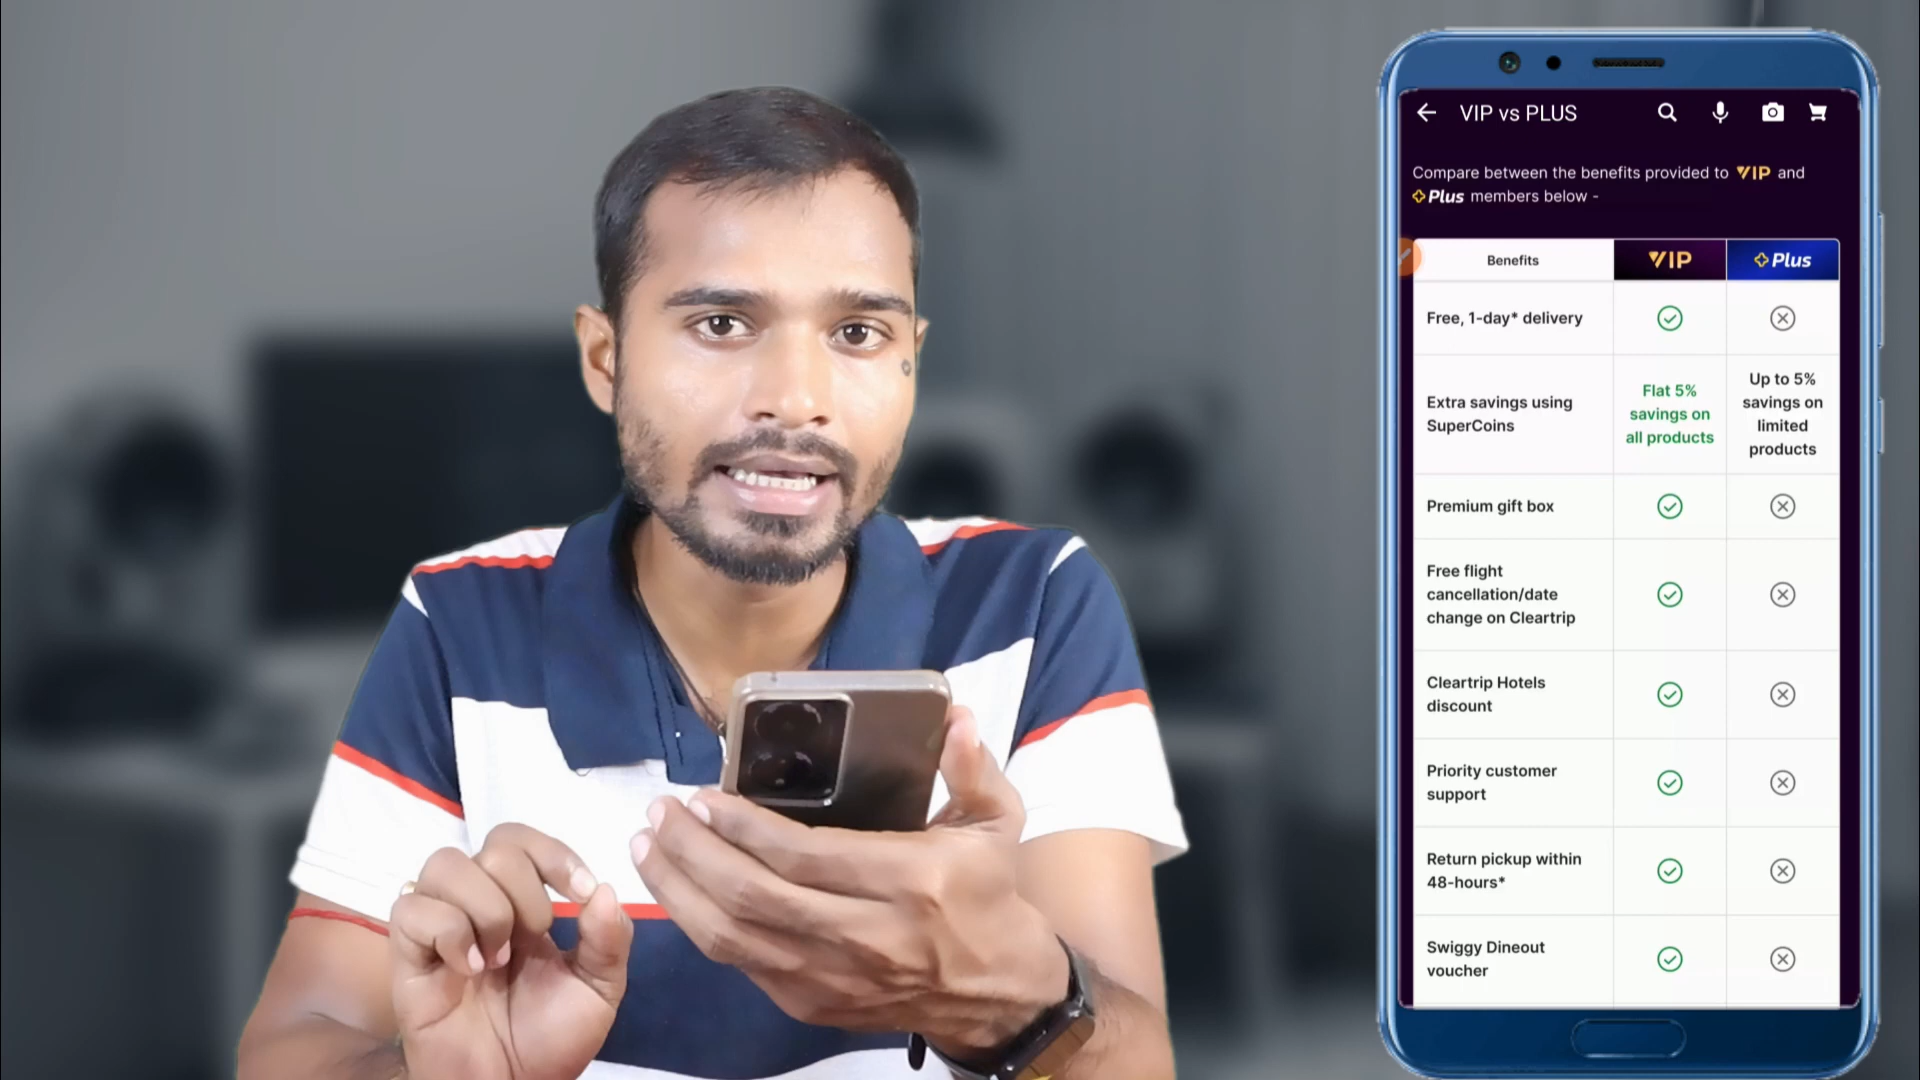 VIP vs PLUS
Compare between the benefits provided to VIP and
Plus members below -
Benefits VIP Plus
Free, 1-day* delivery
Extra savings using
SuperCoins
Flat 5%
savings on
all products
Up to 5%
savings on
limited
products
Premium gift box
Free flight
cancellation/date
change on Cleartrip
Cleartrip Hotels
discount
Priority customer
support
Return pickup within
48-hours*
Swiggy Dineout
voucher